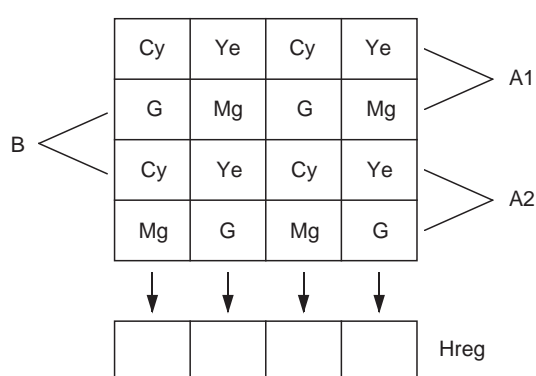 Cy Ye Cy Ye
A1
G Mg G Mg
B
Cy Ye Cy Ye
A2
Mg G Mg G
Hreg